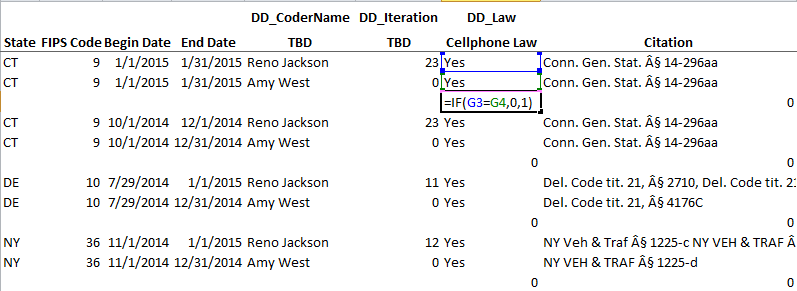 DD_CoderName DD_Iteration DD_Law
State FIPS Code Begin Date End Date TBD TBD Cellphone Law Citation
CT 9 1/1/2015 1/31/2015 Reno Jackson 23 Yes Conn. Gen. Stat. Â§ 14-296aa
CT 9 1/1/2015 1/31/2015 Amy West 0 Yes Conn. Gen. Stat. Â§ 14-296aa
=IF(G3=G4,0,1) 0
CT 9 10/1/2014 12/1/2014 Reno Jackson 23 Yes Conn. Gen. Stat. Â§ 14-296aa
CT 9 10/1/2014 12/31/2014 Amy West 0 Yes Conn. Gen. Stat. Â§ 14-296aa
0 0
DE 10 7/29/2014 1/1/2015 Reno Jackson 11 Yes Del. Code tit. 21, Â§ 2710, Del. Code tit. 21
DE 10 7/29/2014 12/31/2014 Amy West 0 Yes Del. Code tit. 21, Â§ 4176C
0 0
NY 36 11/1/2014 1/1/2015 Reno Jackson 12 Yes NY Veh & Traf Â§ 1225-c NY VEH & TRAF Â
NY 36 11/1/2014 12/31/2014 Amy West 0 Yes NY VEH & TRAF Â§ 1225-d
0 0